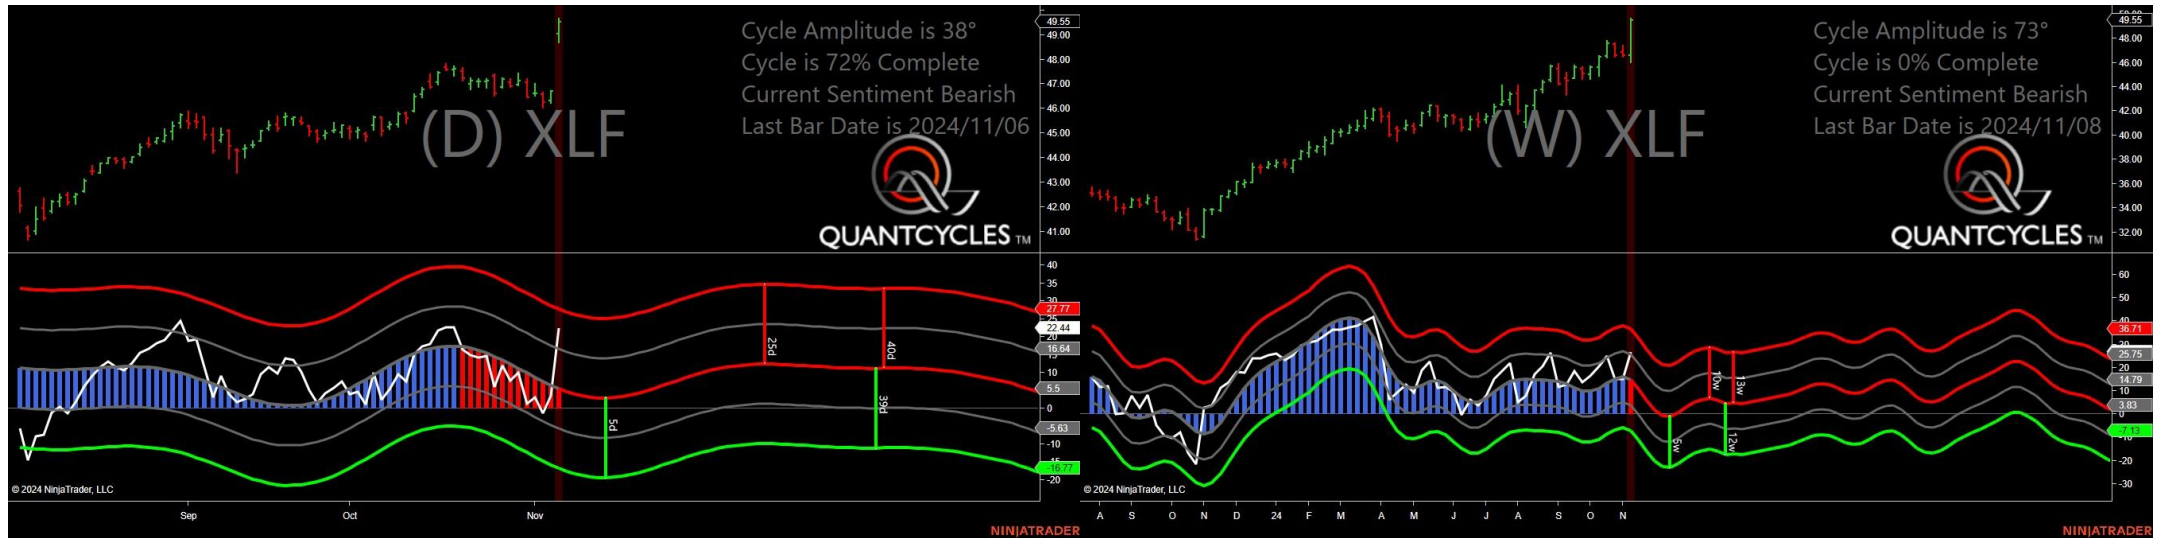 Cycle Amplitude is 38°
Cycle is 72% Complete
Current Sentiment Bearish
Last Bar Date is 2024/11/06
(D) XLF
QUANTCYCLES TM
49.55
49.00
48.00
47.00
46.00
45.00
44.00
43.00
42.00
41.00
40
35
30
27.77
25
22.44
16.64
15
10
5.5
0
-5.63
-10
-16.77
-20
25d
40d
5d
39d
© 2024 NinjaTrader, LLC
Sep Oct Nov
NINJATRADER
Cycle Amplitude is 73°
Cycle is 0% Complete
Current Sentiment Bearish
Last Bar Date is 2024/11/08
(W) XLF
QUANTCYCLES TM
49.55
48.00
46.00
44.00
42.00
40.00
38.00
36.00
34.00
32.00
60
50
40
36.71
25.75
20
14.79
10
3.83
0
-7.13
-20
-30
10w
13w
5w
12w
© 2024 NinjaTrader, LLC
A S O N D 24 F M A M J J A S O N
NINJATRADER